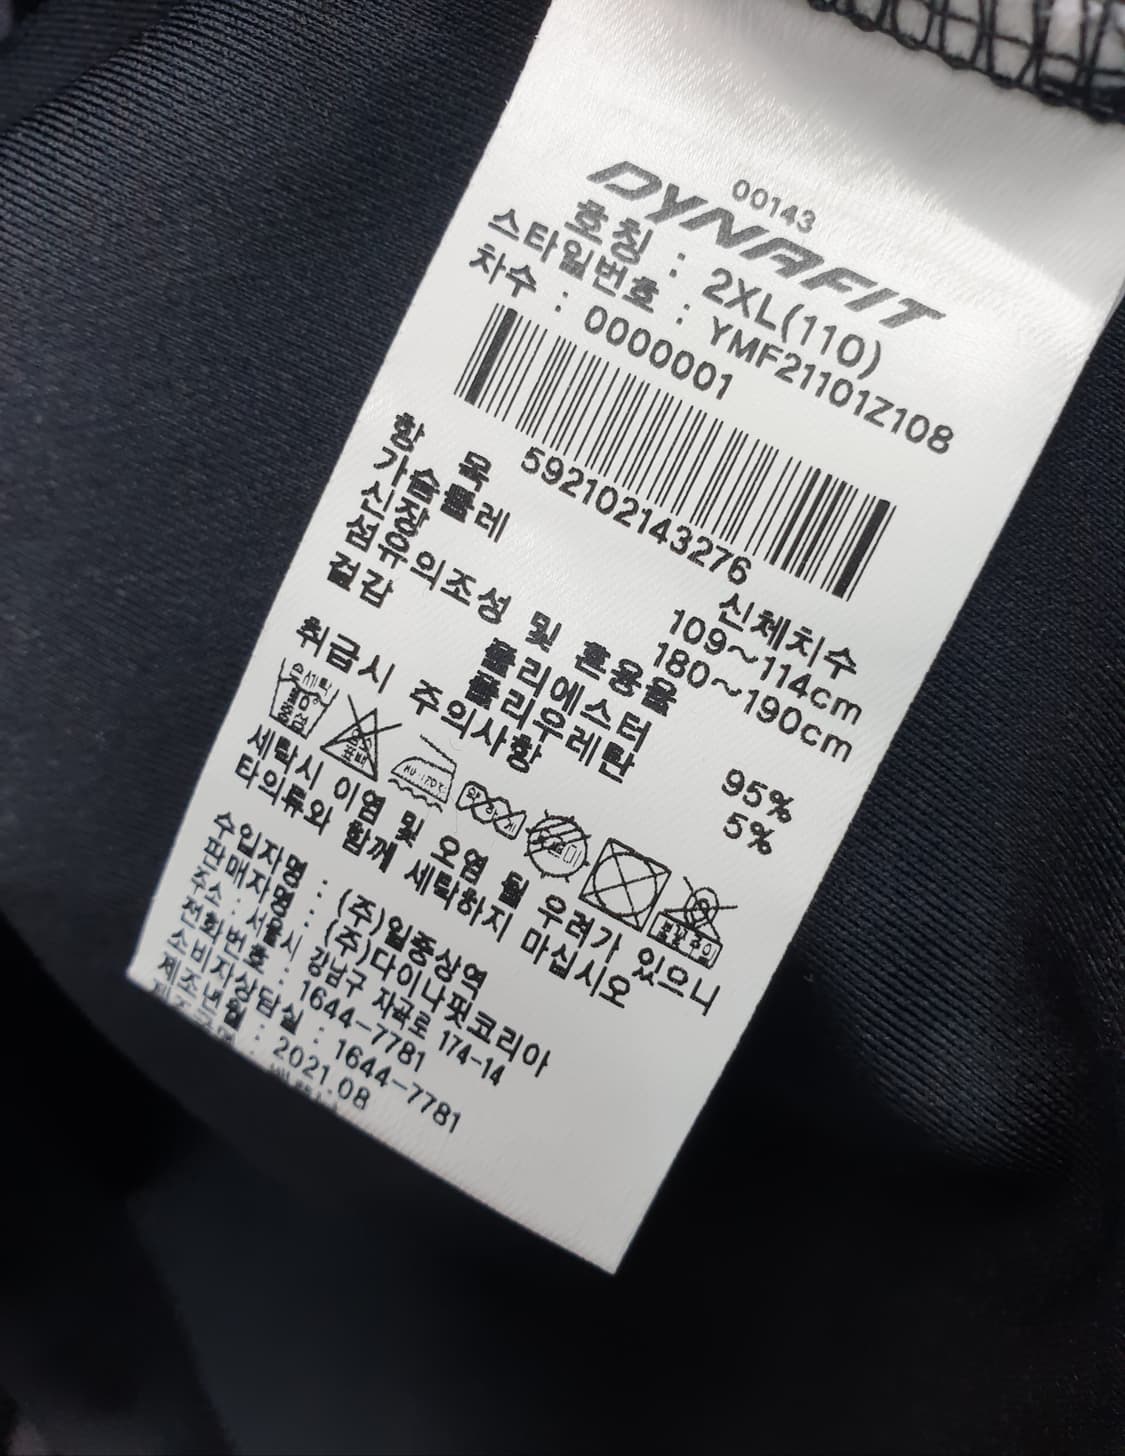 00143
DYNAFIT
호칭 : 2XL(110)
스타일번호 : YMF21101Z108
차수 : 0000001
592102143276
항 목 신체치수
가슴둘레 109~114cm
신장 180~190cm
섬유의조성 및 혼용율
겉감 폴리에스터 95%
폴리우레탄 5%
취급시 주의사항
손세탁 중성
세탁시 이염 및 오염 될 우려가 있으니
타의류와 함께 세탁하지 마십시오
수입자명 : (주)일중상역
판매자명 : (주)다이나핏코리아
주소 : 서울시 강남구 자곡로 174-14
전화번호 : 1644-7781
소비자상담실 : 1644-7781
제조년월 : 2021.08